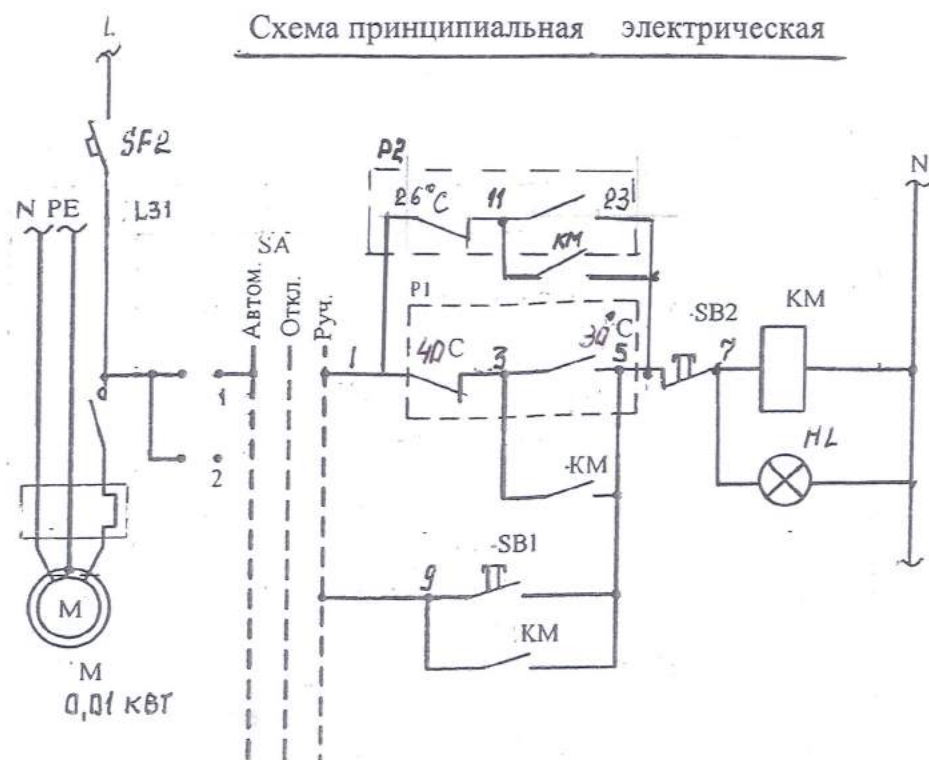 Схема принципиальная электрическая
L
SF2
P2
N
N PE
L31
26°C
11
23
SA
KM
Автом.
Откл.
Руч.
P1
SB2
KM
1
40C
3
30°C
5
7
1
HL
2
-KM
-SB1
9
M
KM
M
0,01 КВТ